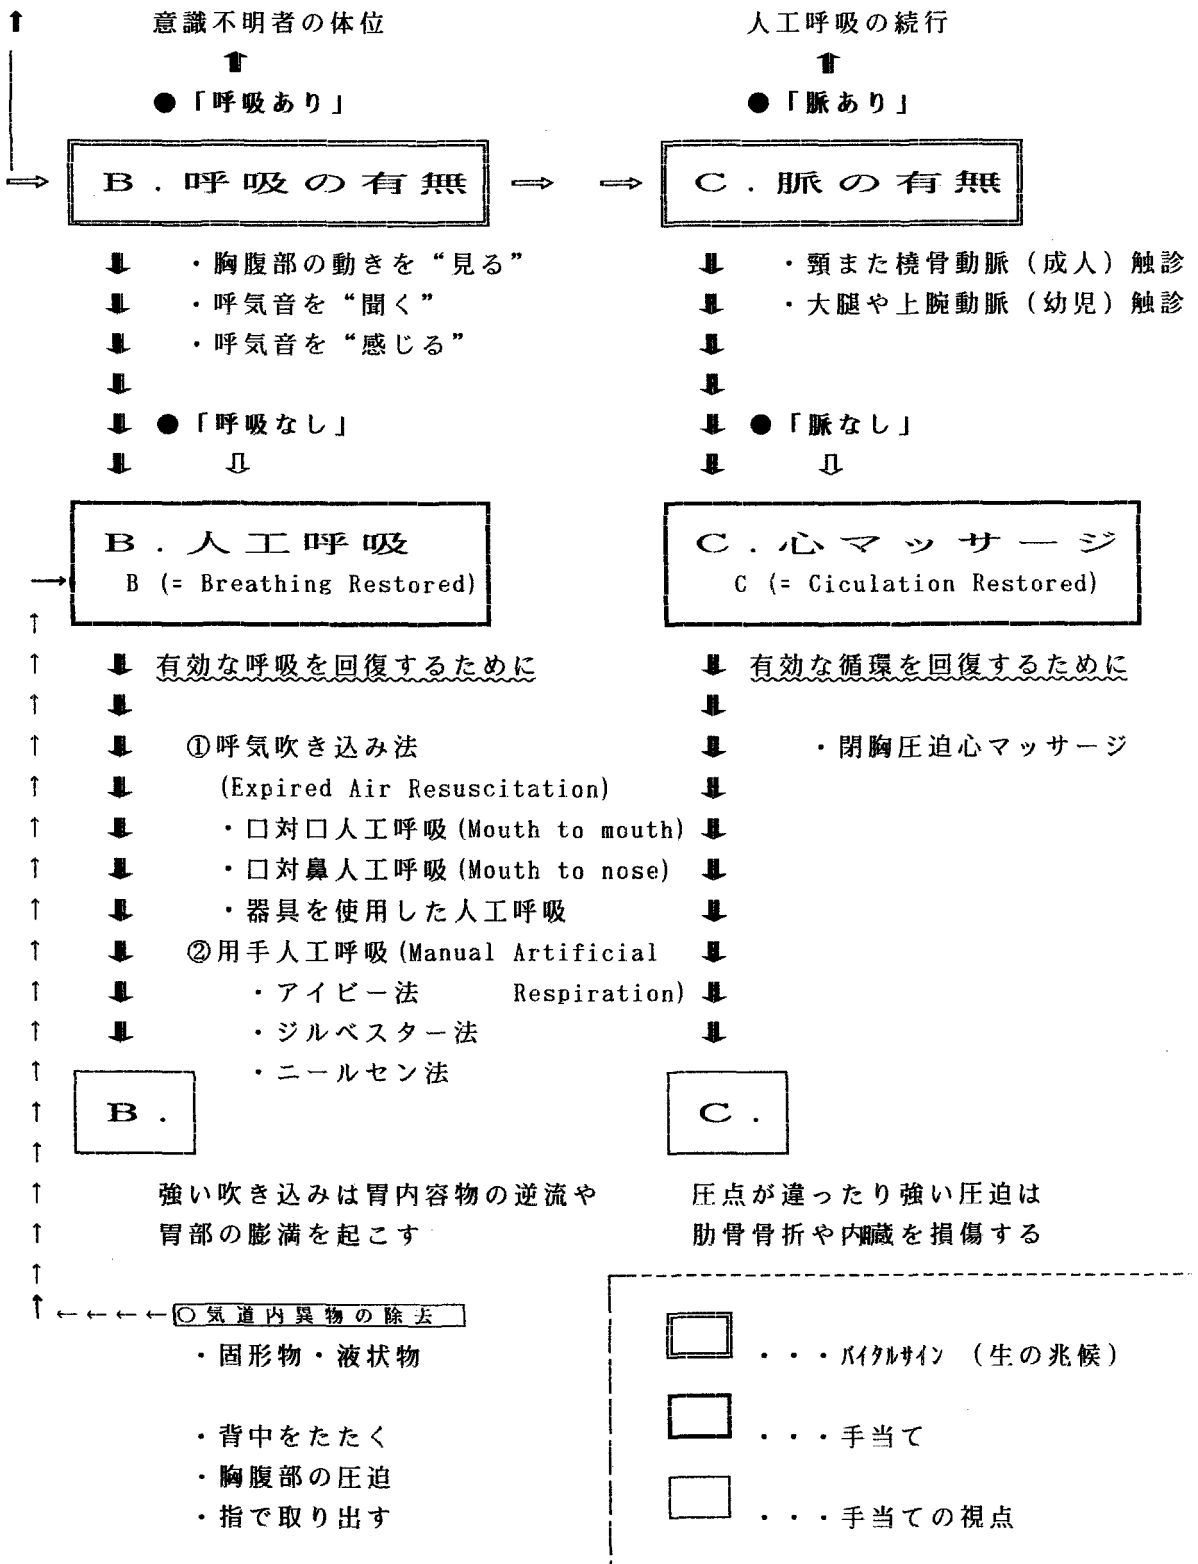 意識不明者の体位
●「呼吸あり」
B.呼吸の有無
・胸腹部の動きを“見る”
・呼気音を“聞く”
・呼気音を“感じる”
●「呼吸なし」
B.人工呼吸
B (= Breathing Restored)
有効な呼吸を回復するために
①呼気吹き込み法
(Expired Air Resuscitation)
・口対口人工呼吸(Mouth to mouth)
・口対鼻人工呼吸(Mouth to nose)
・器具を使用した人工呼吸
②用手人工呼吸(Manual Artificial
・アイビー法 Respiration)
・ジルベスター法
・ニールセン法
B.
強い吹き込みは胃内容物の逆流や
胃部の膨満を起こす
○気道内異物の除去
・固形物・液状物
・背中をたたく
・胸腹部の圧迫
・指で取り出す
人工呼吸の続行
●「脈あり」
C.脈の有無
・頸また橈骨動脈(成人)触診
・大腿や上腕動脈(幼児)触診
●「脈なし」
C.心マッサージ
C (= Ciculation Restored)
有効な循環を回復するために
・閉胸圧迫心マッサージ
C.
圧点が違ったり強い圧迫は
肋骨骨折や内臓を損傷する
・・・バイタルサイン (生の兆候)
・・・手当て
・・・手当ての視点